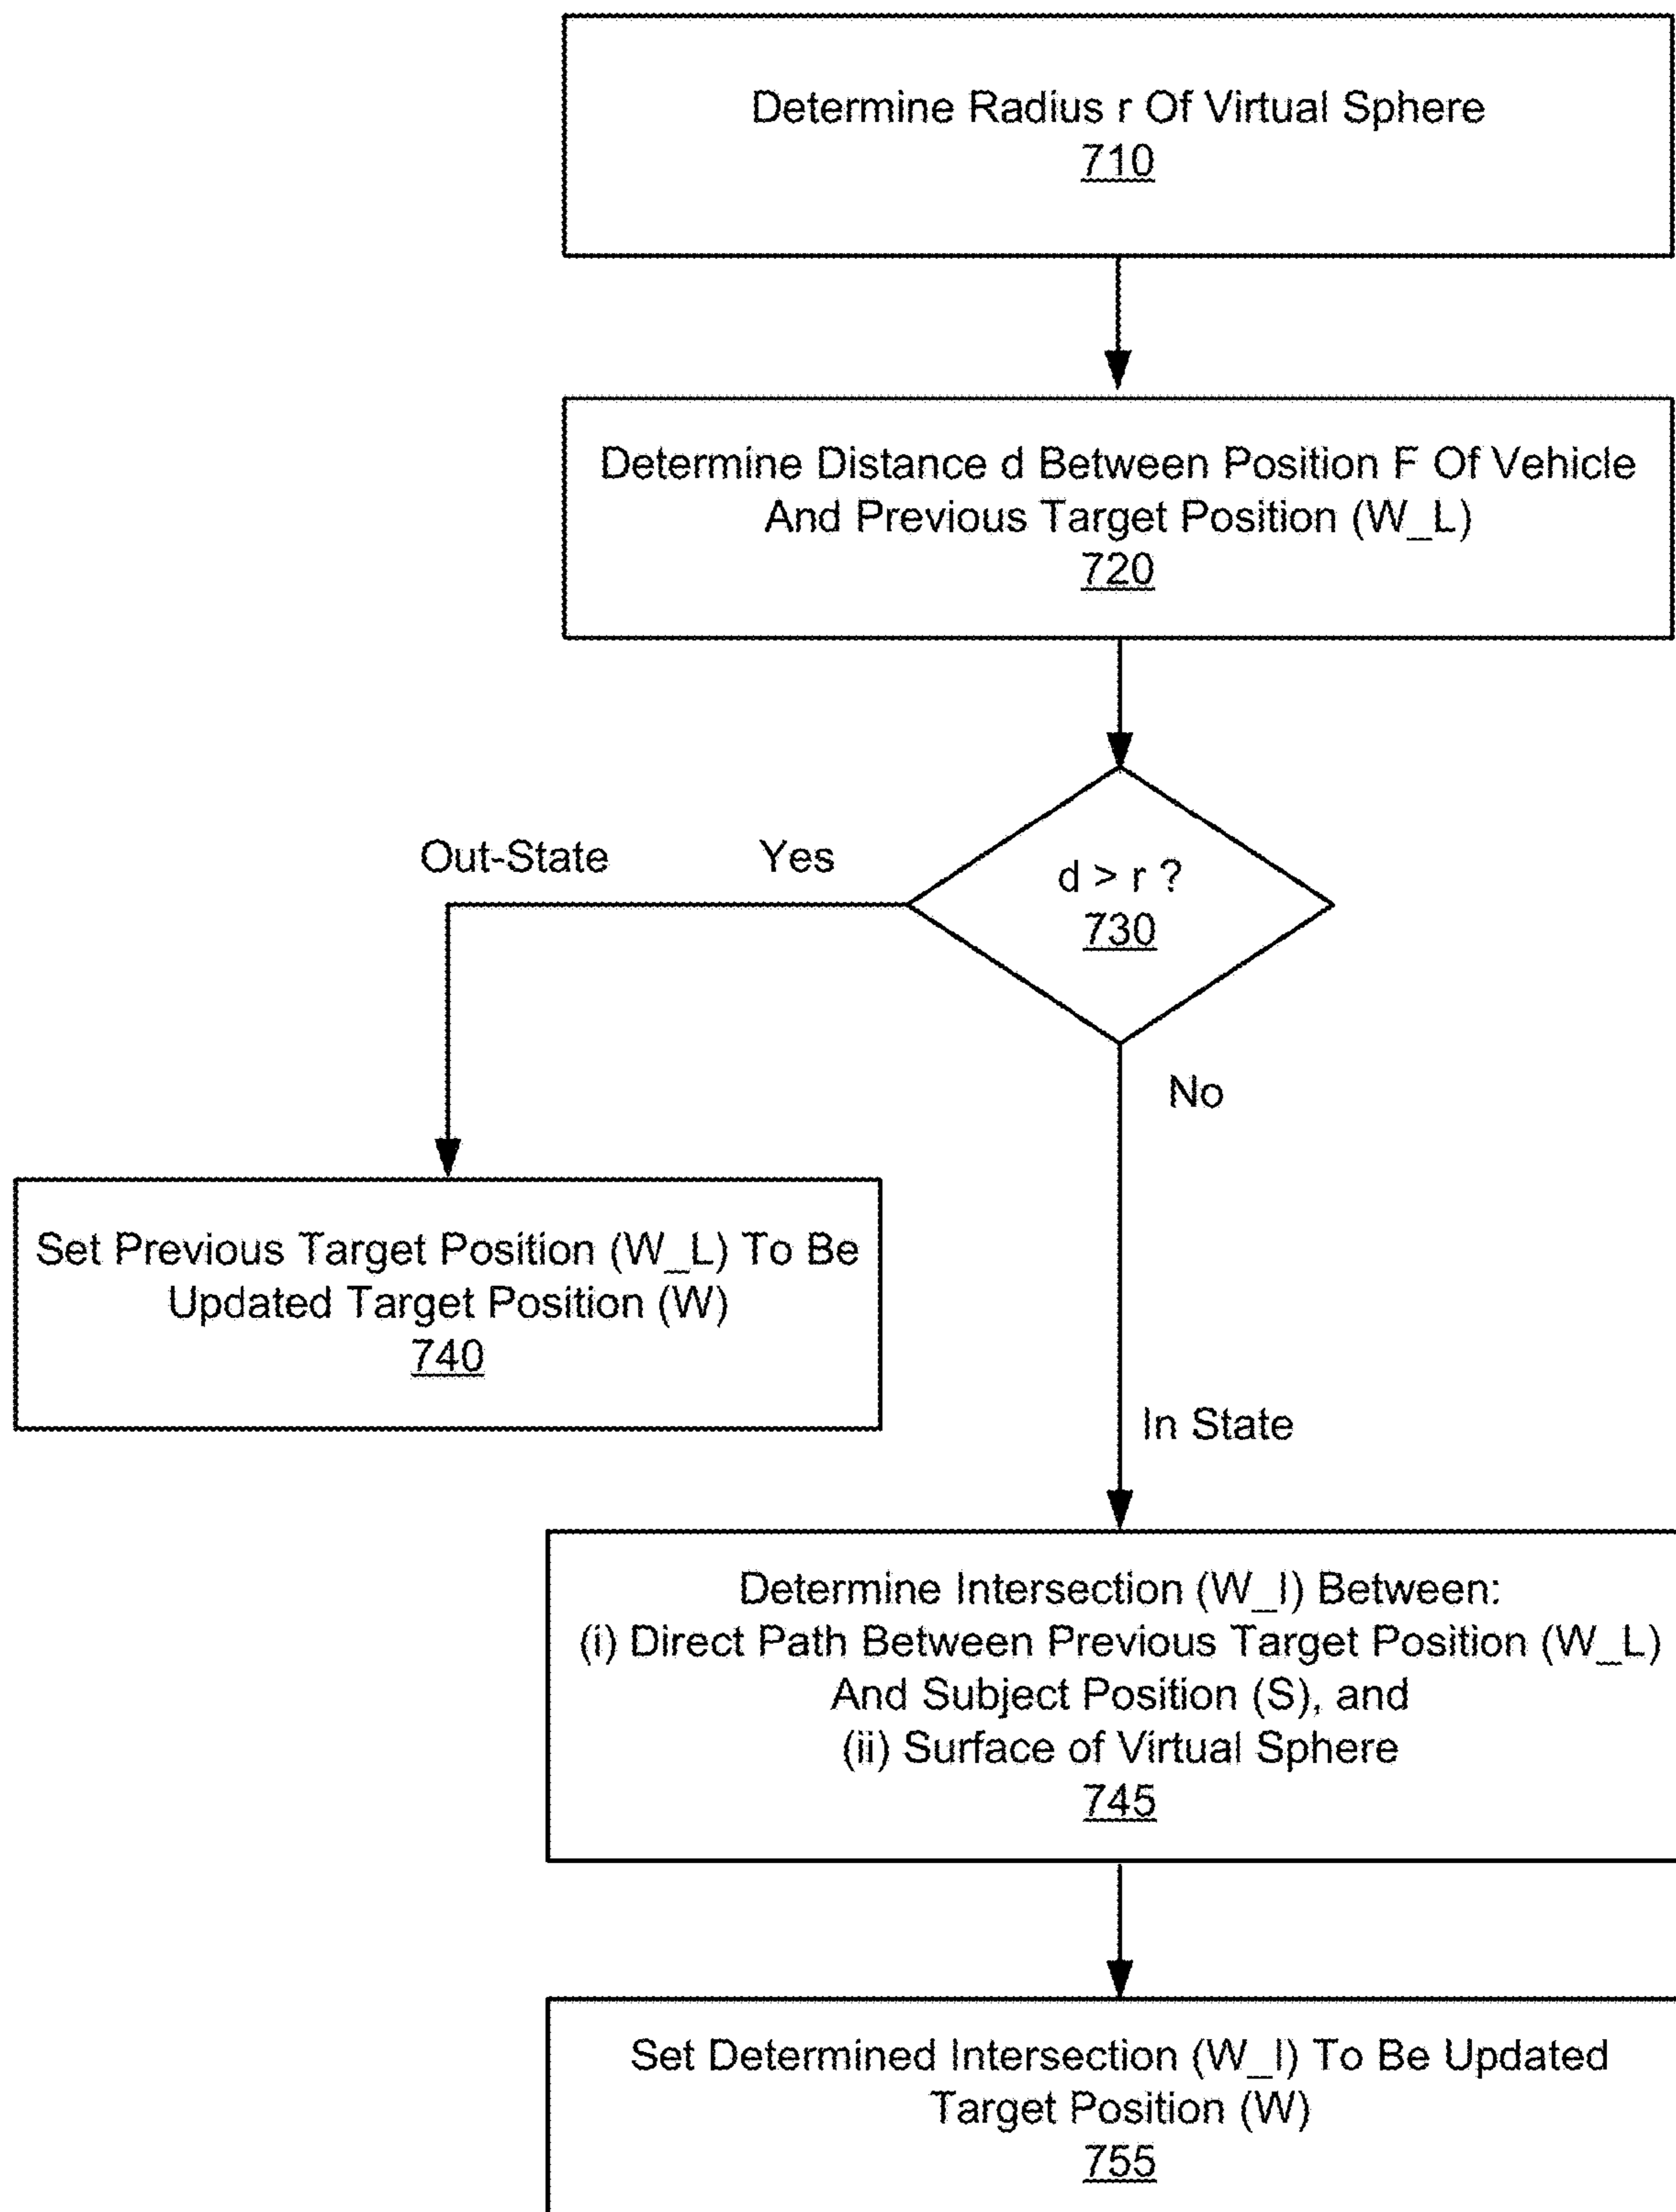 Determine Radius r Of Virtual Sphere
710
Determine Distance d Between Position F Of Vehicle
And Previous Target Position (W_L)
720
Out-State
Yes
d > r ?
730
No
Set Previous Target Position (W_L) To Be
Updated Target Position (W)
740
In State
Determine Intersection (W_I) Between:
(i) Direct Path Between Previous Target Position (W_L)
And Subject Position (S), and
(ii) Surface of Virtual Sphere
745
Set Determined Intersection (W_I) To Be Updated
Target Position (W)
755